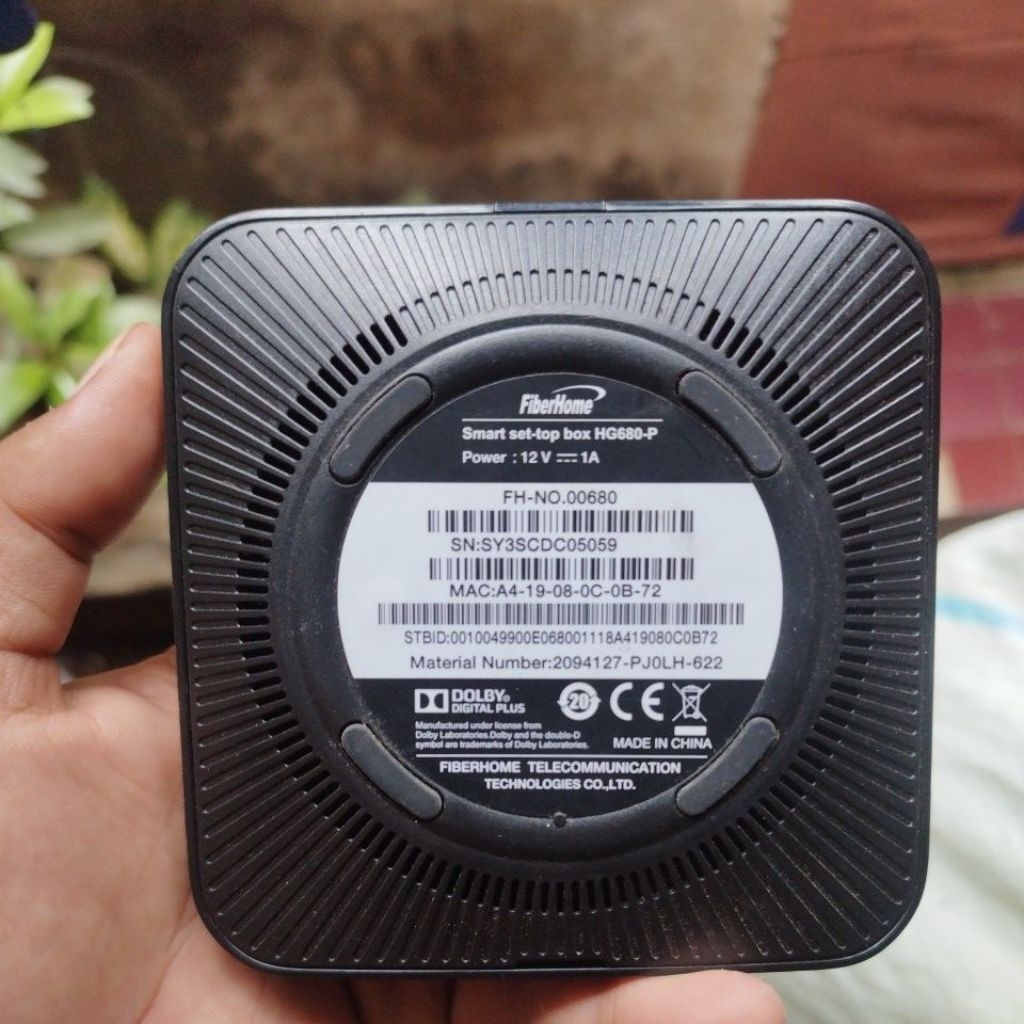 FiberHome
Smart set-top box HG680-P
Power : 12 V ⎓ 1A
FH-NO.00680
SN:SY3SCDC05059
MAC:A4-19-08-0C-0B-72
STBID:0010049900E068001118A419080C0B72
Material Number:2094127-PJ0LH-622
DOLBY®
DIGITAL PLUS
20
CE
Manufactured under license from
Dolby Laboratories.Dolby and the double-D
symbol are trademarks of Dolby Laboratories.
MADE IN CHINA
FIBERHOME TELECOMMUNICATION
TECHNOLOGIES CO.,LTD.